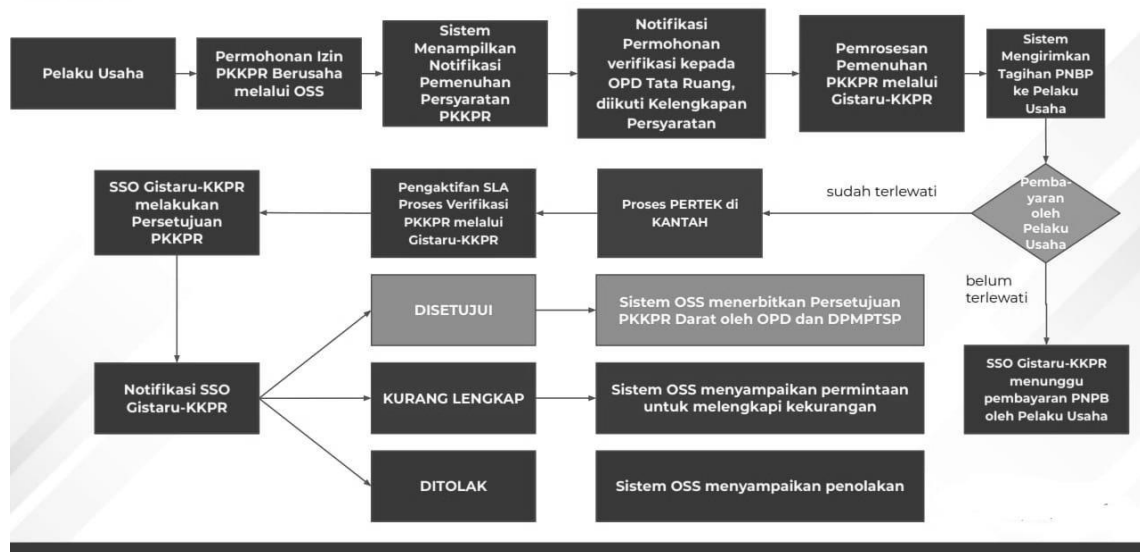 Pelaku Usaha
Permohonan Izin
PKKPR Berusaha
melalui OSS
Sistem
Menampilkan
Notifikasi
Pemenuhan
Persyaratan
PKKPR
Notifikasi
Permohonan
verifikasi kepada
OPD Tata Ruang,
diikuti Kelengkapan
Persyaratan
Pemrosesan
Pemenuhan
PKKPR melalui
Gistaru-KKPR
Sistem
Mengirimkan
Tagihan PNBP
ke Pelaku
Usaha
Pemba-
yaran
oleh
Pelaku
Usaha
sudah terlewati
belum
terlewati
Proses PERTEK di
KANTAH
Pengaktifan SLA
Proses Verifikasi
PKKPR melalui
Gistaru-KKPR
SSO Gistaru-KKPR
melakukan
Persetujuan
PKKPR
SSO Gistaru-KKPR
menunggu
pembayaran PNPB
oleh Pelaku Usaha
Notifikasi SSO
Gistaru-KKPR
DISETUJUI
Sistem OSS menerbitkan Persetujuan
PKKPR Darat oleh OPD dan DPMPTSP
KURANG LENGKAP
Sistem OSS menyampaikan permintaan
untuk melengkapi kekurangan
DITOLAK
Sistem OSS menyampaikan penolakan